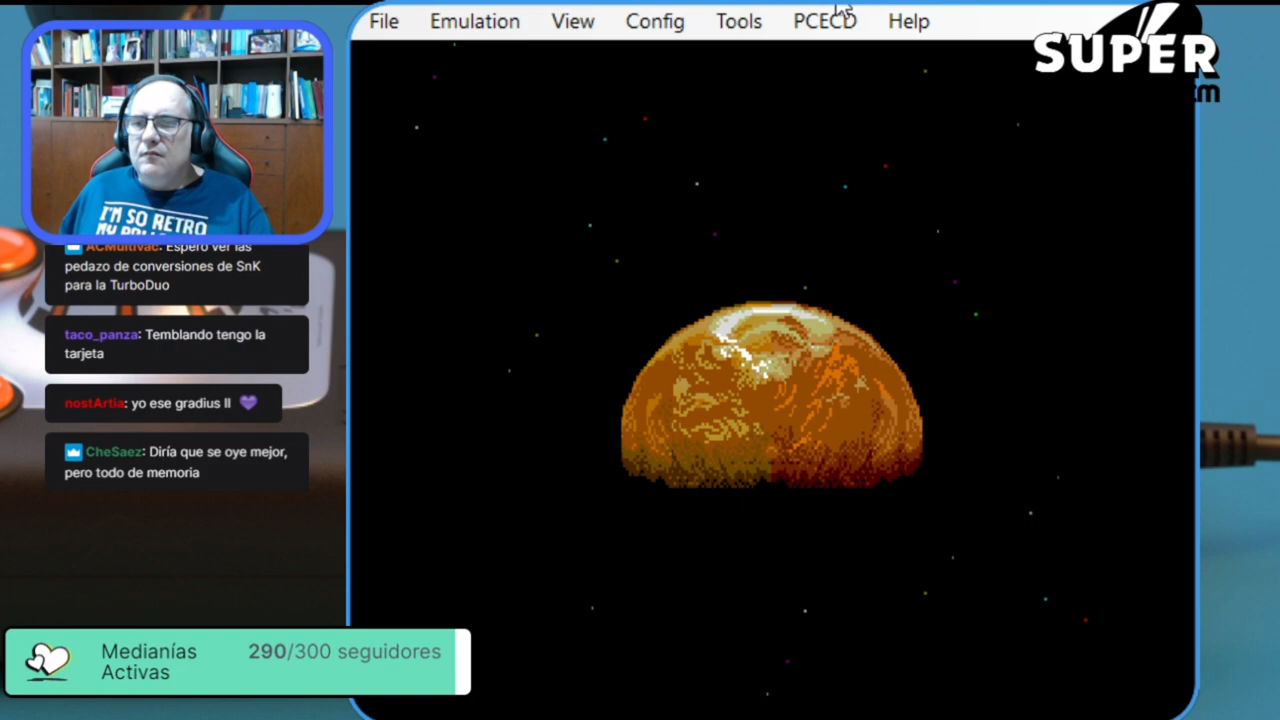 File Emulation View Config Tools PCECD Help
SUPER
I'M SO RETRO
ACMultivac: Espero ver las
pedazo de conversiones de SnK
para la TurboDuo
taco_panza: Temblando tengo la
tarjeta
nostArtia: yo ese gradius II
CheSaez: Diría que se oye mejor,
pero todo de memoria
Medianías
Activas
290/300 seguidores